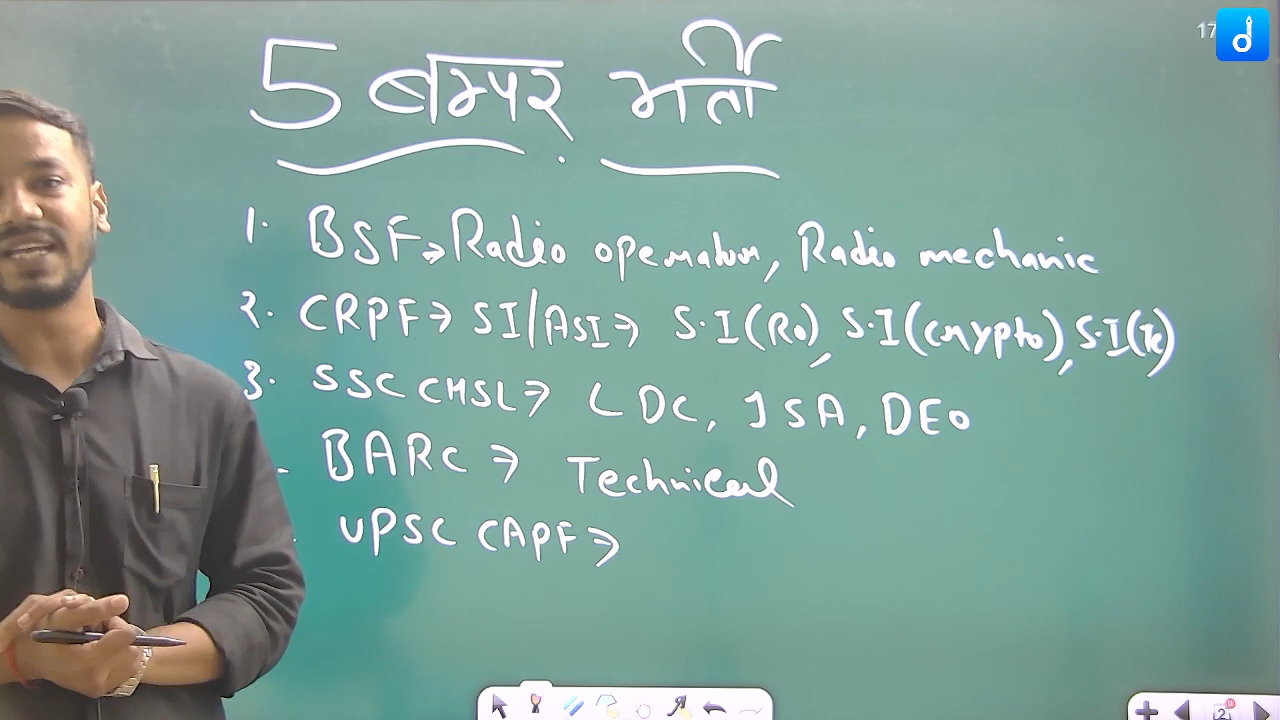 17
5 बम्पर भर्ती
1. BSF → Radio operator, Radio mechanic
2. CRPF → SI/ASI → S.I(Ro), S.I(crypto), S.I(Tc)
3. SSC CHSL → LDC, JSA, DEO
BARC → Technical
UPSC CAPF →
2